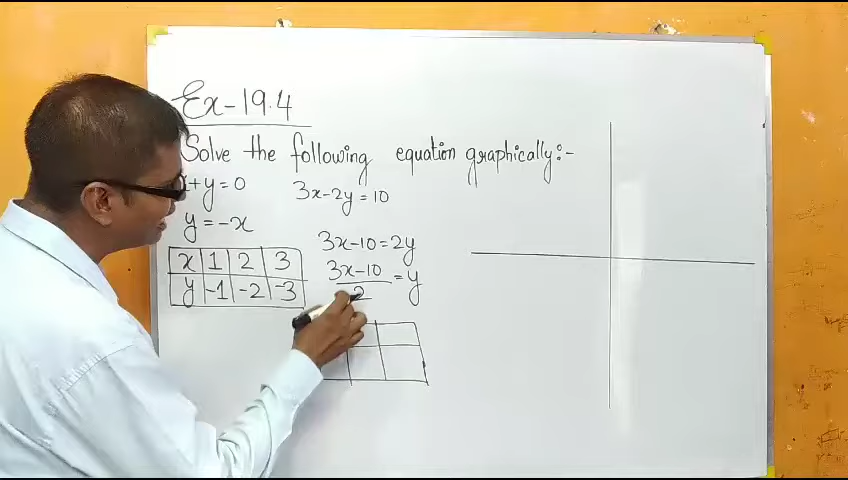 Ex-19.4
Solve the following equation graphically:-
x+y=0 3x-2y=10
y=-x
3x-10=2y
3x-10/2=y
x 1 2 3
y -1 -2 -3